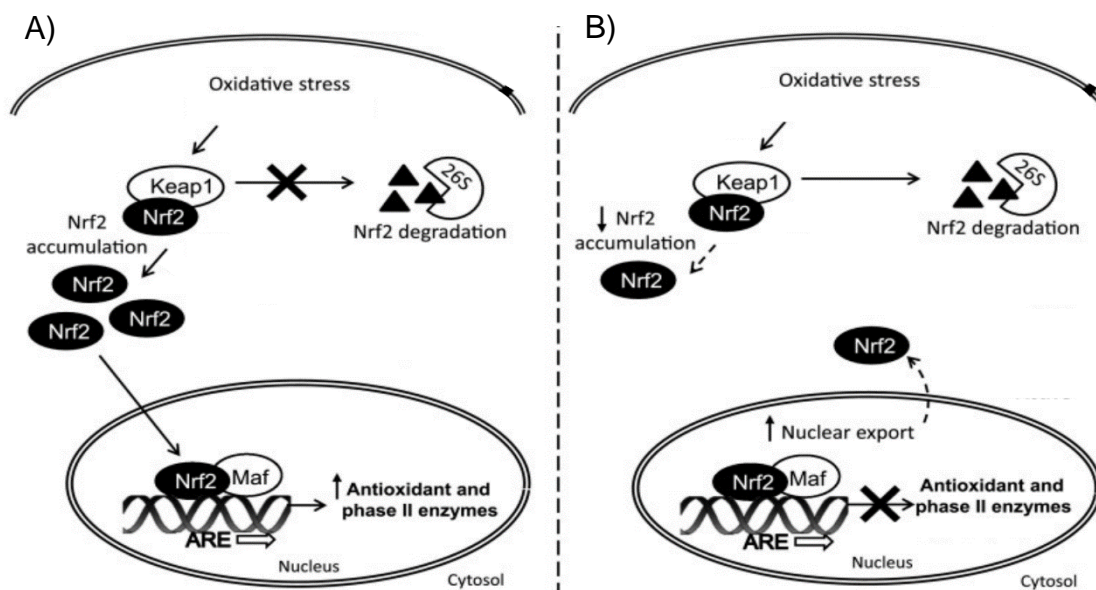 A)
Oxidative stress
Keap1
Nrf2
26S
Nrf2 degradation
Nrf2
accumulation
Nrf2
Nrf2
Nrf2
Nrf2
Maf
Antioxidant and
phase II enzymes
ARE
Nucleus
Cytosol
B)
Oxidative stress
Keap1
Nrf2
26S
Nrf2 degradation
↓ Nrf2
accumulation
Nrf2
Nrf2
↑ Nuclear export
Nrf2
Maf
Antioxidant and
phase II enzymes
ARE
Nucleus
Cytosol